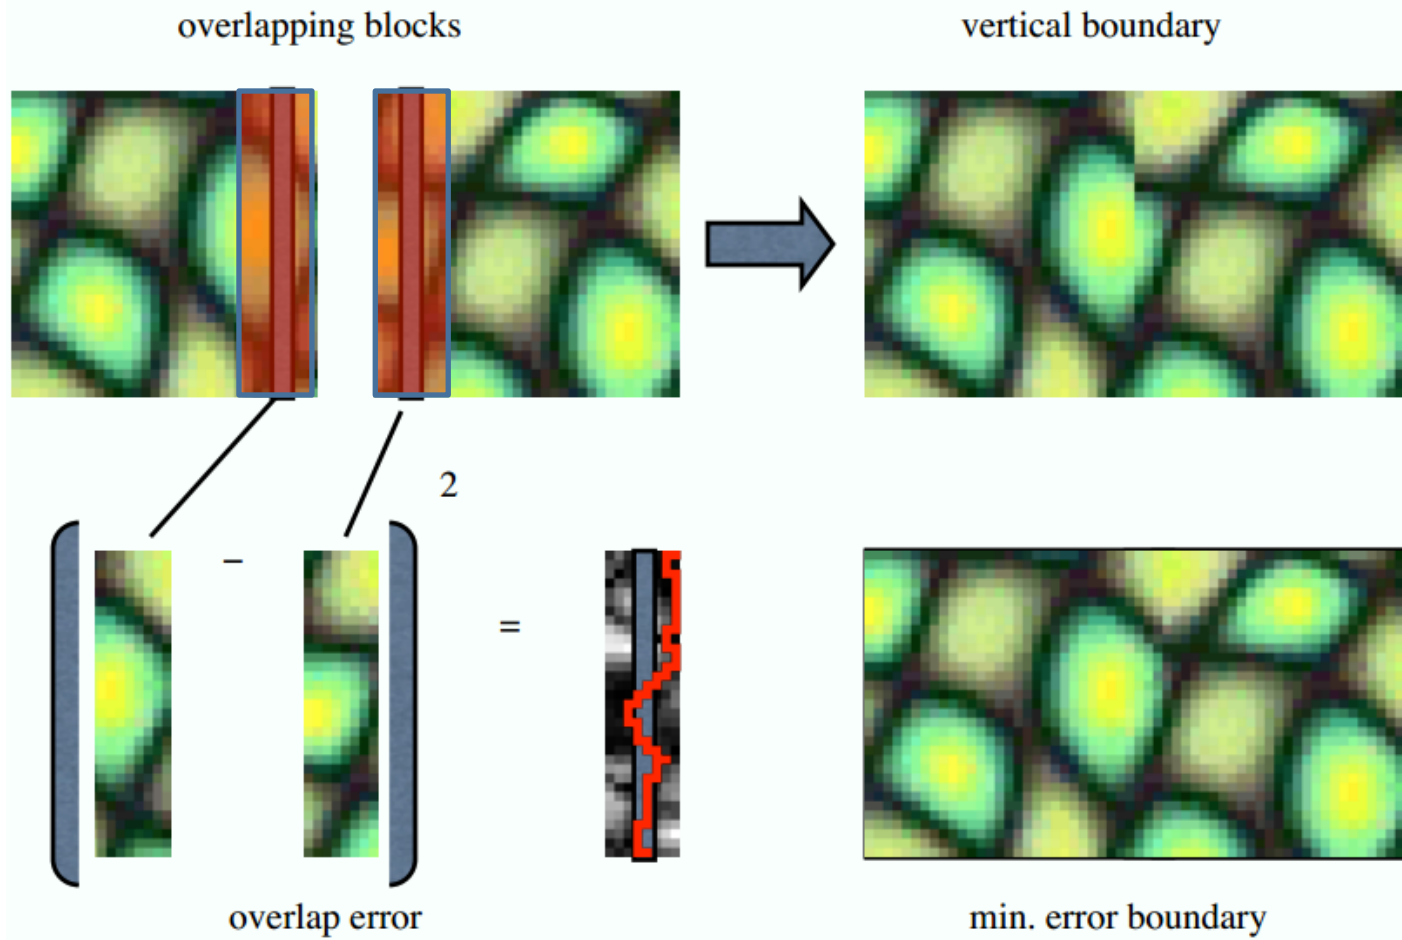 overlapping blocks
vertical boundary
2
–
=
overlap error
min. error boundary